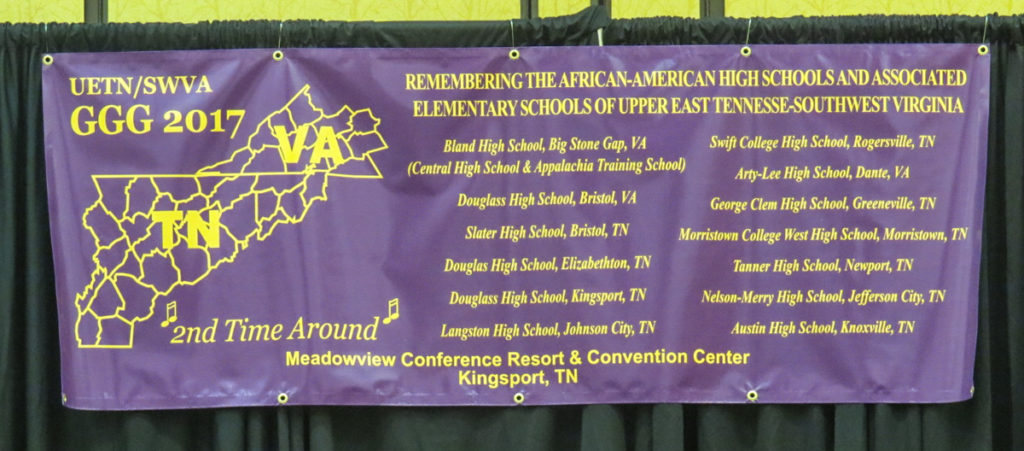 UETN/SWVA
GGG 2017
VA
TN
2nd Time Around
REMEMBERING THE AFRICAN-AMERICAN HIGH SCHOOLS AND ASSOCIATED
ELEMENTARY SCHOOLS OF UPPER EAST TENNESSE-SOUTHWEST VIRGINIA
Bland High School, Big Stone Gap, VA
(Central High School & Appalachia Training School)
Douglass High School, Bristol, VA
Slater High School, Bristol, TN
Douglas High School, Elizabethton, TN
Douglass High School, Kingsport, TN
Langston High School, Johnson City, TN
Swift College High School, Rogersville, TN
Arty-Lee High School, Dante, VA
George Clem High School, Greeneville, TN
Morristown College West High School, Morristown, TN
Tanner High School, Newport, TN
Nelson-Merry High School, Jefferson City, TN
Austin High School, Knoxville, TN
Meadowview Conference Resort & Convention Center
Kingsport, TN